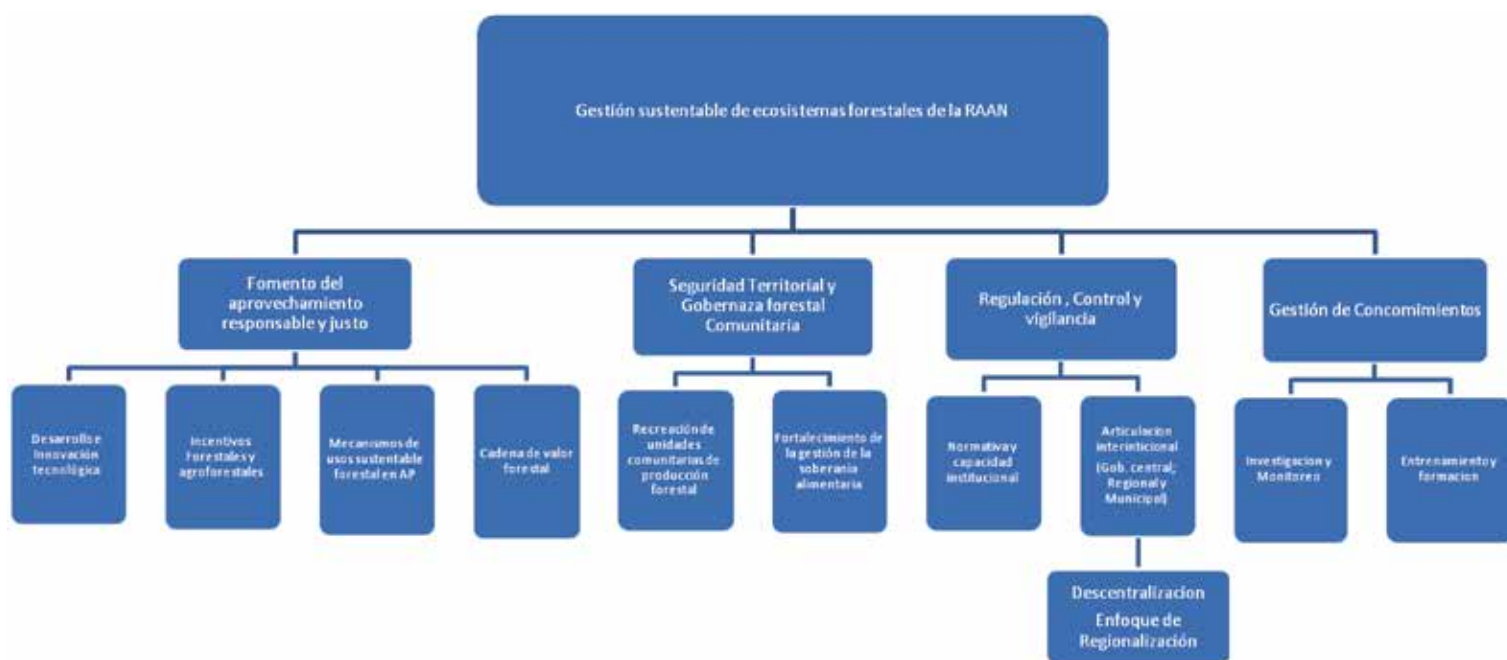 Gestión sustentable de ecosistemas forestales de la RAAN
Fomento del
aprovechamiento
responsable y justo
Seguridad Territorial y
Gobernaza forestal
Comunitaria
Regulación , Control y
vigilancia
Gestión de Concomimientos
Desarrollo e
Innovación
tecnológica
Incentivos
Forestales y
agroforestales
Mecanismos de
usos sustentable
forestal en AP
Cadena de valor
forestal
Recreación de
unidades
comunitarias de
producción
forestal
Fortalecimiento de
la gestión de la
soberania
alimentaria
Normativa y
capacidad
institucional
Articulacion
interinticional
(Gob. central;
Regional y
Municipal)
Investigacion y
Monitoreo
Entrenamiento y
formacion
Descentralizacion
Enfoque de
Regionalización